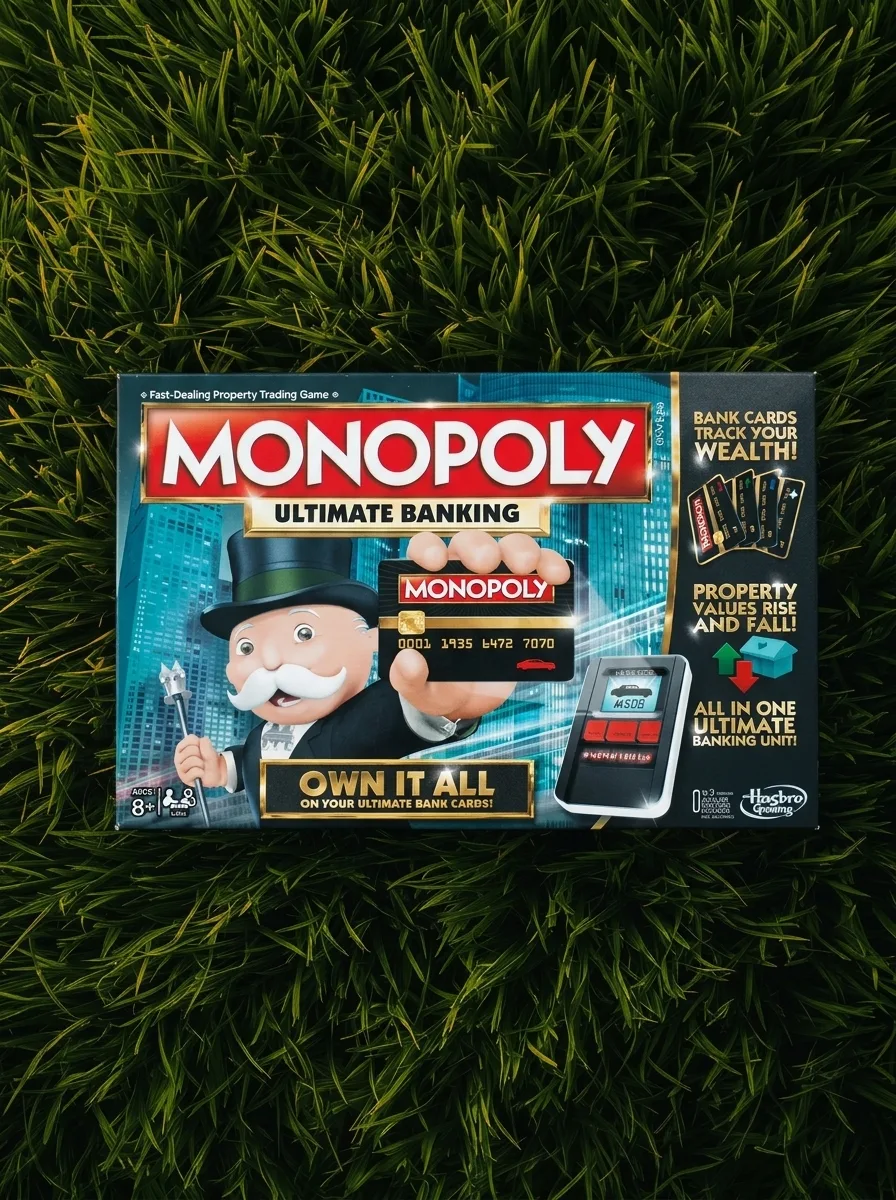 Fast-Dealing Property Trading Game
MONOPOLY
ULTIMATE BANKING
MONOPOLY
0001 1935 6472 7070
OWN IT ALL
ON YOUR ULTIMATE BANK CARDS!
AGCS:
8+
BANK CARDS
TRACK YOUR
WEALTH!
MONOPOLY
PROPERTY
VALUES RISE
AND FALL!
ALL IN ONE
ULTIMATE
BANKING UNIT!
Hasbro